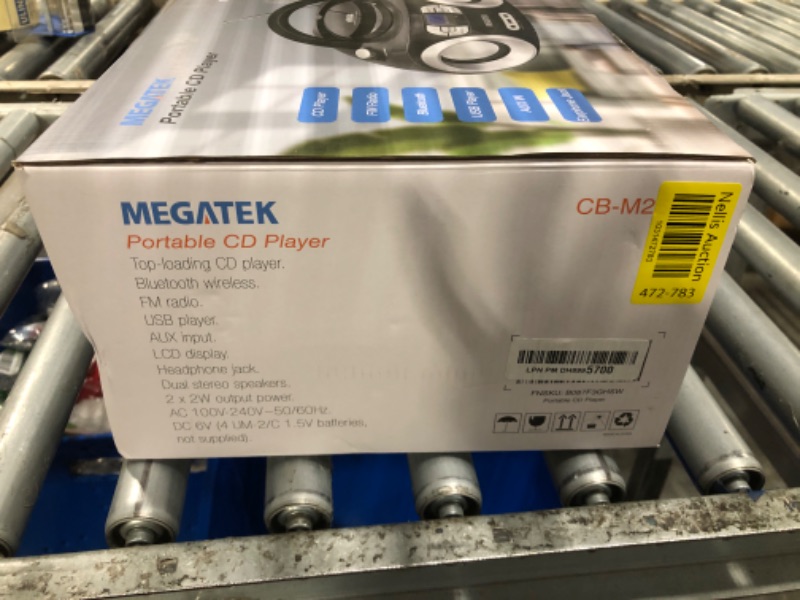 MEGATEK
Portable CD Player
CD Player
FM Radio
Bluetooth
USB Player
AUX IN
MEGATEK
CB-M2
Portable CD Player
Top-loading CD player.
Bluetooth wireless.
FM radio.
USB player.
AUX input.
LCD display.
Headphone jack.
Dual stereo speakers.
2 x 2W output power.
AC 100V-240V~50/60Hz.
DC 6V (4 UM-2/C 1.5V batteries,
not supplied).
Nellis Auction
1021472783
472-783
5700
Portable CD Player